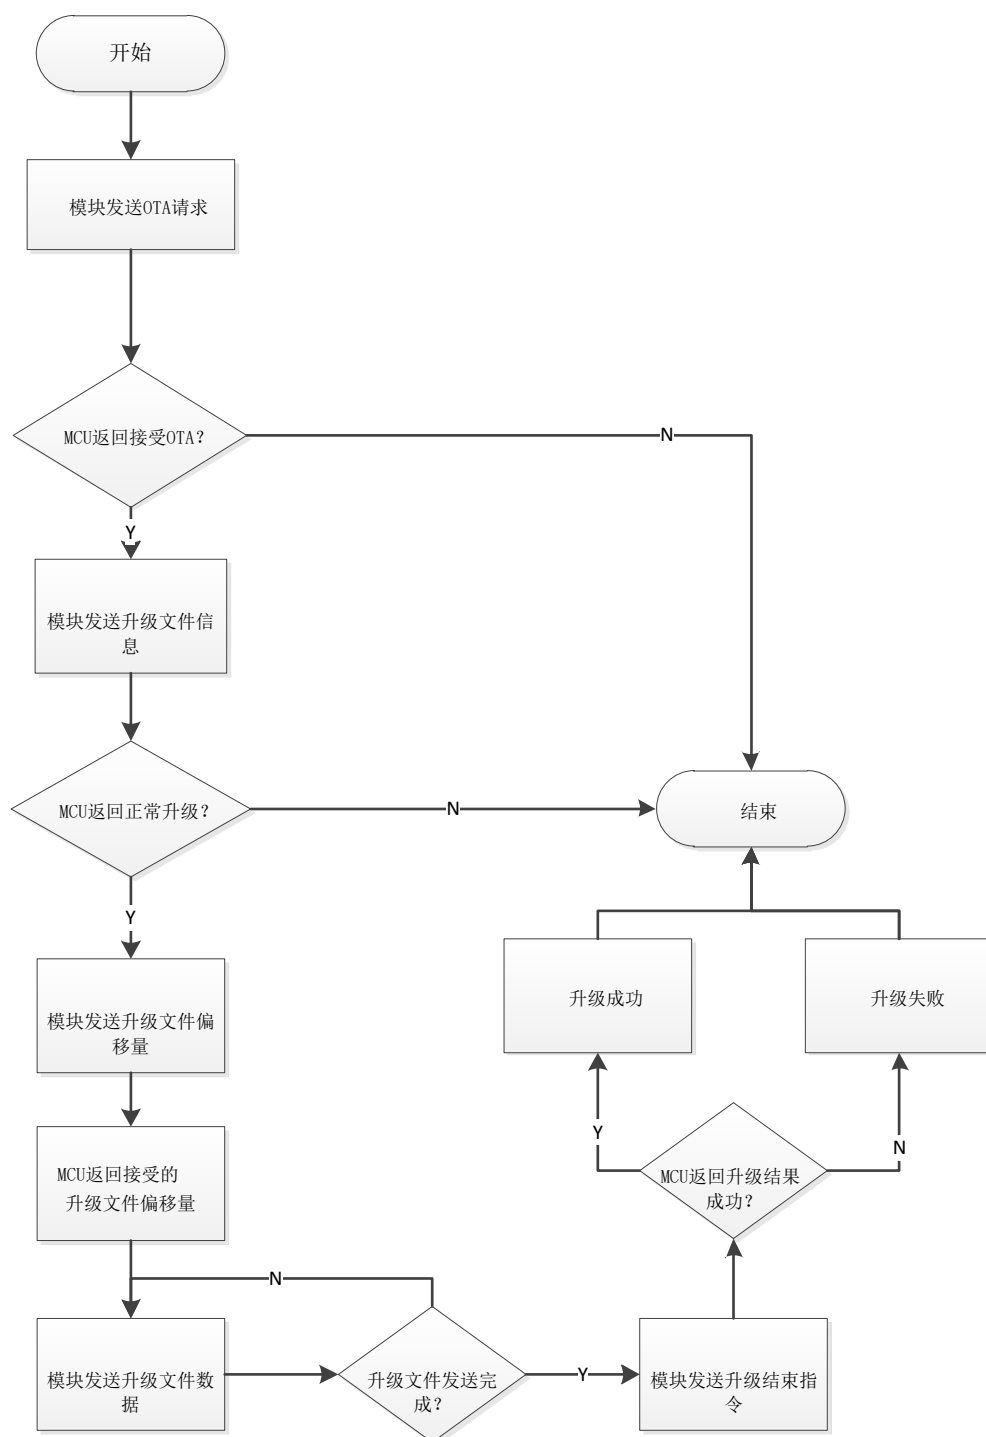 开始
模块发送OTA请求
MCU返回接受OTA?
N
Y
模块发送升级文件信
息
MCU返回正常升级?
N
结束
Y
模块发送升级文件偏
移量
升级成功
升级失败
MCU返回接受的
升级文件偏移量
Y
N
MCU返回升级结果
成功?
N
模块发送升级文件数
据
升级文件发送完
成?
Y
模块发送升级结束指
令